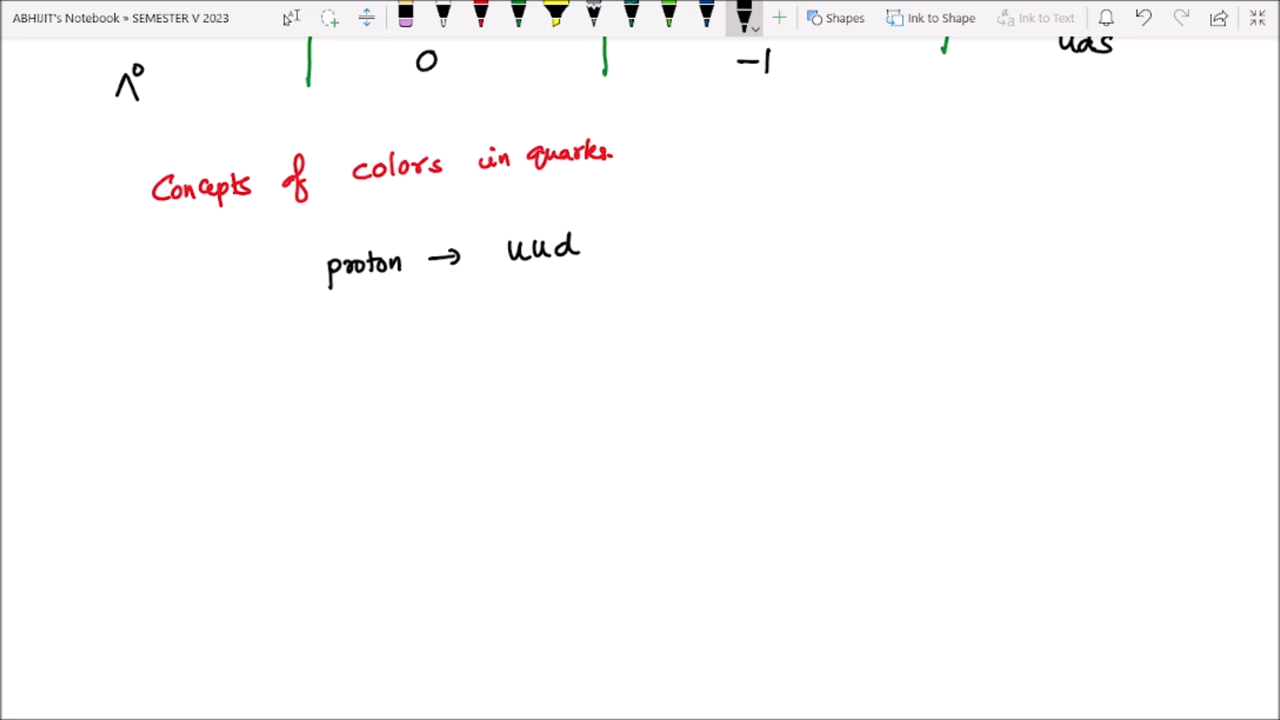 ABHIJIT's Notebook » SEMESTER V 2023 Shapes Ink to Shape Ink to Text
Λ⁰ 0 -1 uds
Concepts of colors in quarks.
proton → uud